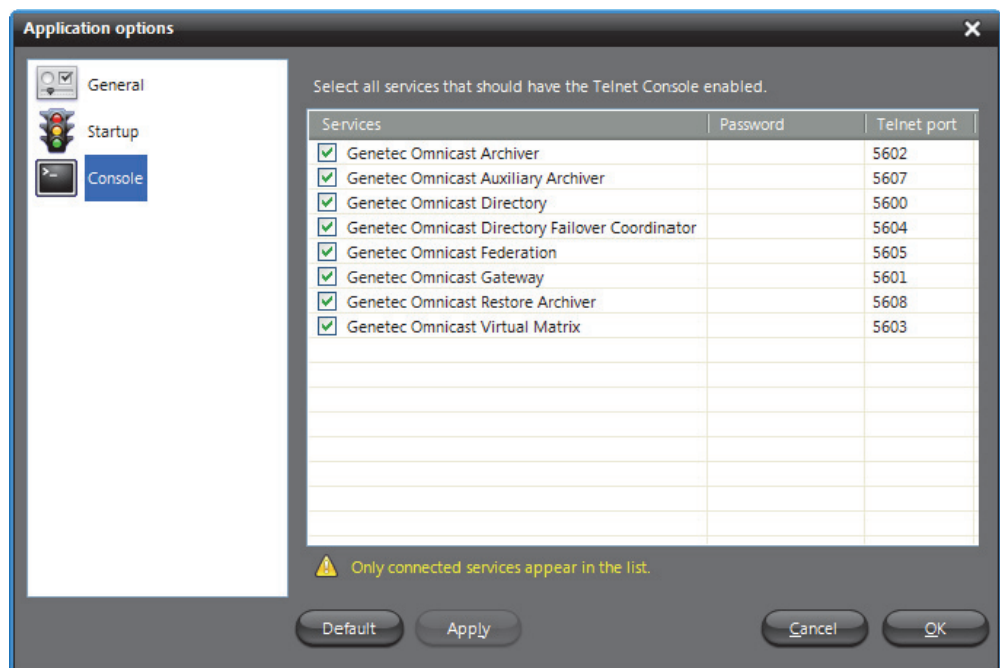 Application options
General
Startup
Console
Select all services that should have the Telnet Console enabled.
Services Password Telnet port
Genetec Omnicast Archiver 5602
Genetec Omnicast Auxiliary Archiver 5607
Genetec Omnicast Directory 5600
Genetec Omnicast Directory Failover Coordinator 5604
Genetec Omnicast Federation 5605
Genetec Omnicast Gateway 5601
Genetec Omnicast Restore Archiver 5608
Genetec Omnicast Virtual Matrix 5603
Only connected services appear in the list.
Default Apply Cancel OK